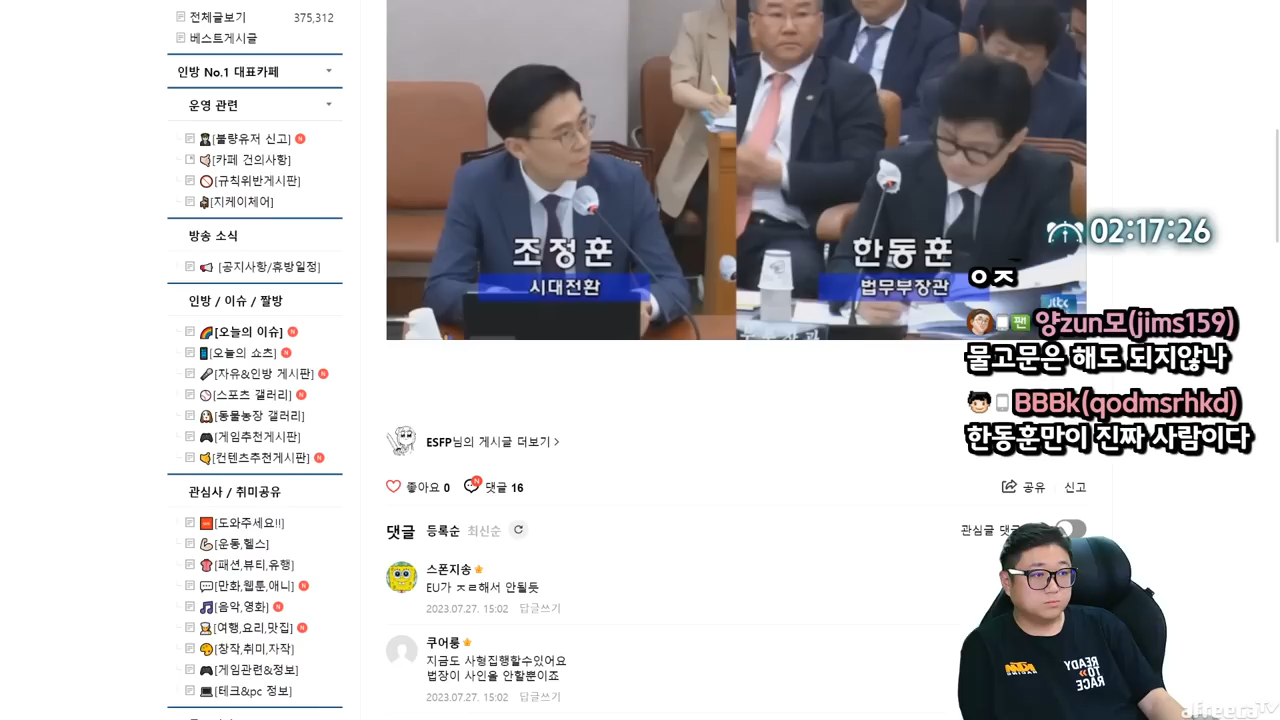 전체글보기 375,312
베스트게시글
인방 No.1 대표카페
운영 관련
[불량유저 신고] N
[카페 건의사항]
[규칙위반게시판]
[지케이체어]
방송 소식
[공지사항/휴방일정]
인방 / 이슈 / 짤방
[오늘의 이슈] N
[오늘의 쇼츠] N
[자유&인방 게시판] N
[스포츠 갤러리] N
[동물농장 갤러리]
[게임추천게시판]
[컨텐츠추천게시판] N
관심사 / 취미공유
[도와주세요!!]
[운동,헬스]
[패션,뷰티,유행]
[만화,웹툰,애니] N
[음악,영화] N
[여행,요리,맛집] N
[창작,취미,자작]
[게임관련&정보]
[테크&pc 정보]
조정훈
시대전환
한동훈
법무부장관
jtbc
ESFP님의 게시글 더보기 >
좋아요 0 N 댓글 16
공유 신고
댓글 등록순 최신순
관심글 댓글
스폰지송
EU가 ㅈㄹ해서 안될듯
2023.07.27. 15:02 답글쓰기
쿠어룽
지금도 사형집행할수있어요
법장이 사인을 안할뿐이죠
2023.07.27. 15:02 답글쓰기
02:17:26
ㅇㅈ
팬 양zun모(jims159)
물고문은 해도 되지않나
BBBk(qodmsrhkd)
한동훈만이 진짜 사람이다
KTM
RACING
READY
TO
RACE
afreecaTV